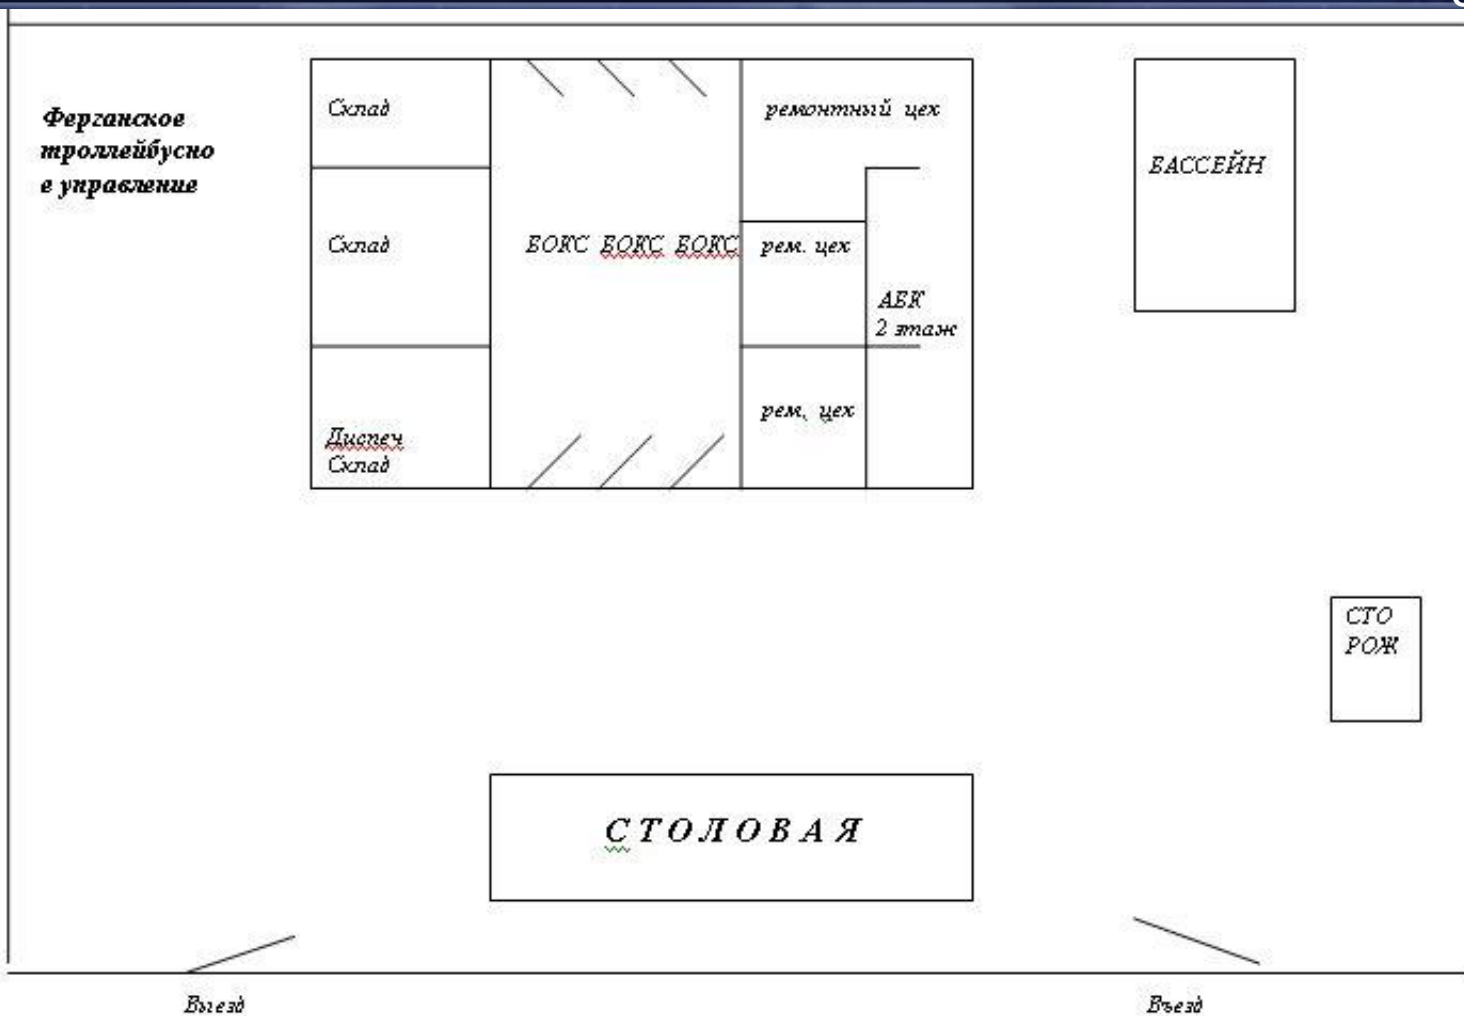 Ферганское
троллейбусно
е управление
Склад
ремонтный цех
БАССЕЙН
Склад
БОКС БОКС БОКС
рем. цех
АБК
2 этаж
рем, цех
Диспеч
Склад
СТО
РОЖ
С Т О Л О В А Я
Выезд
Въезд